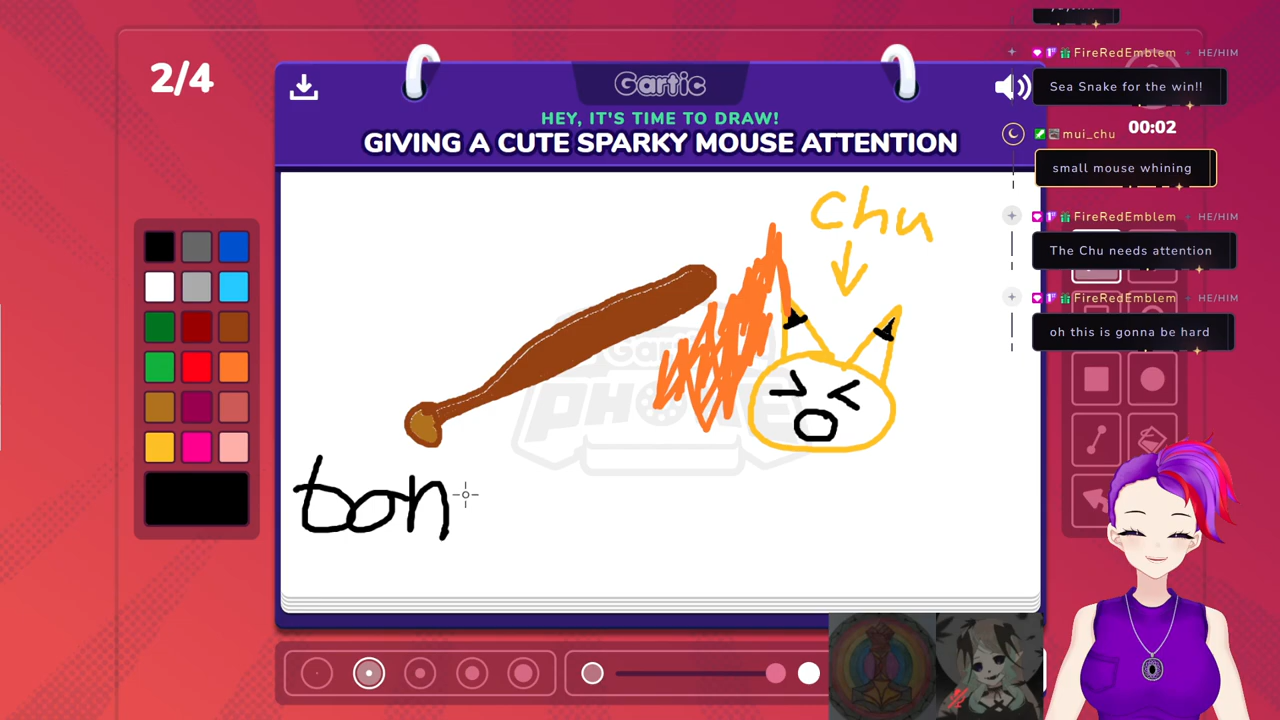 2/4
Gartic
HEY, IT'S TIME TO DRAW!
GIVING A CUTE SPARKY MOUSE ATTENTION
00:02
chu
bon
PHONE
FireRedEmblem HE/HIM
Sea Snake for the win!!
mui_chu
small mouse whining
FireRedEmblem HE/HIM
The Chu needs attention
FireRedEmblem HE/HIM
oh this is gonna be hard